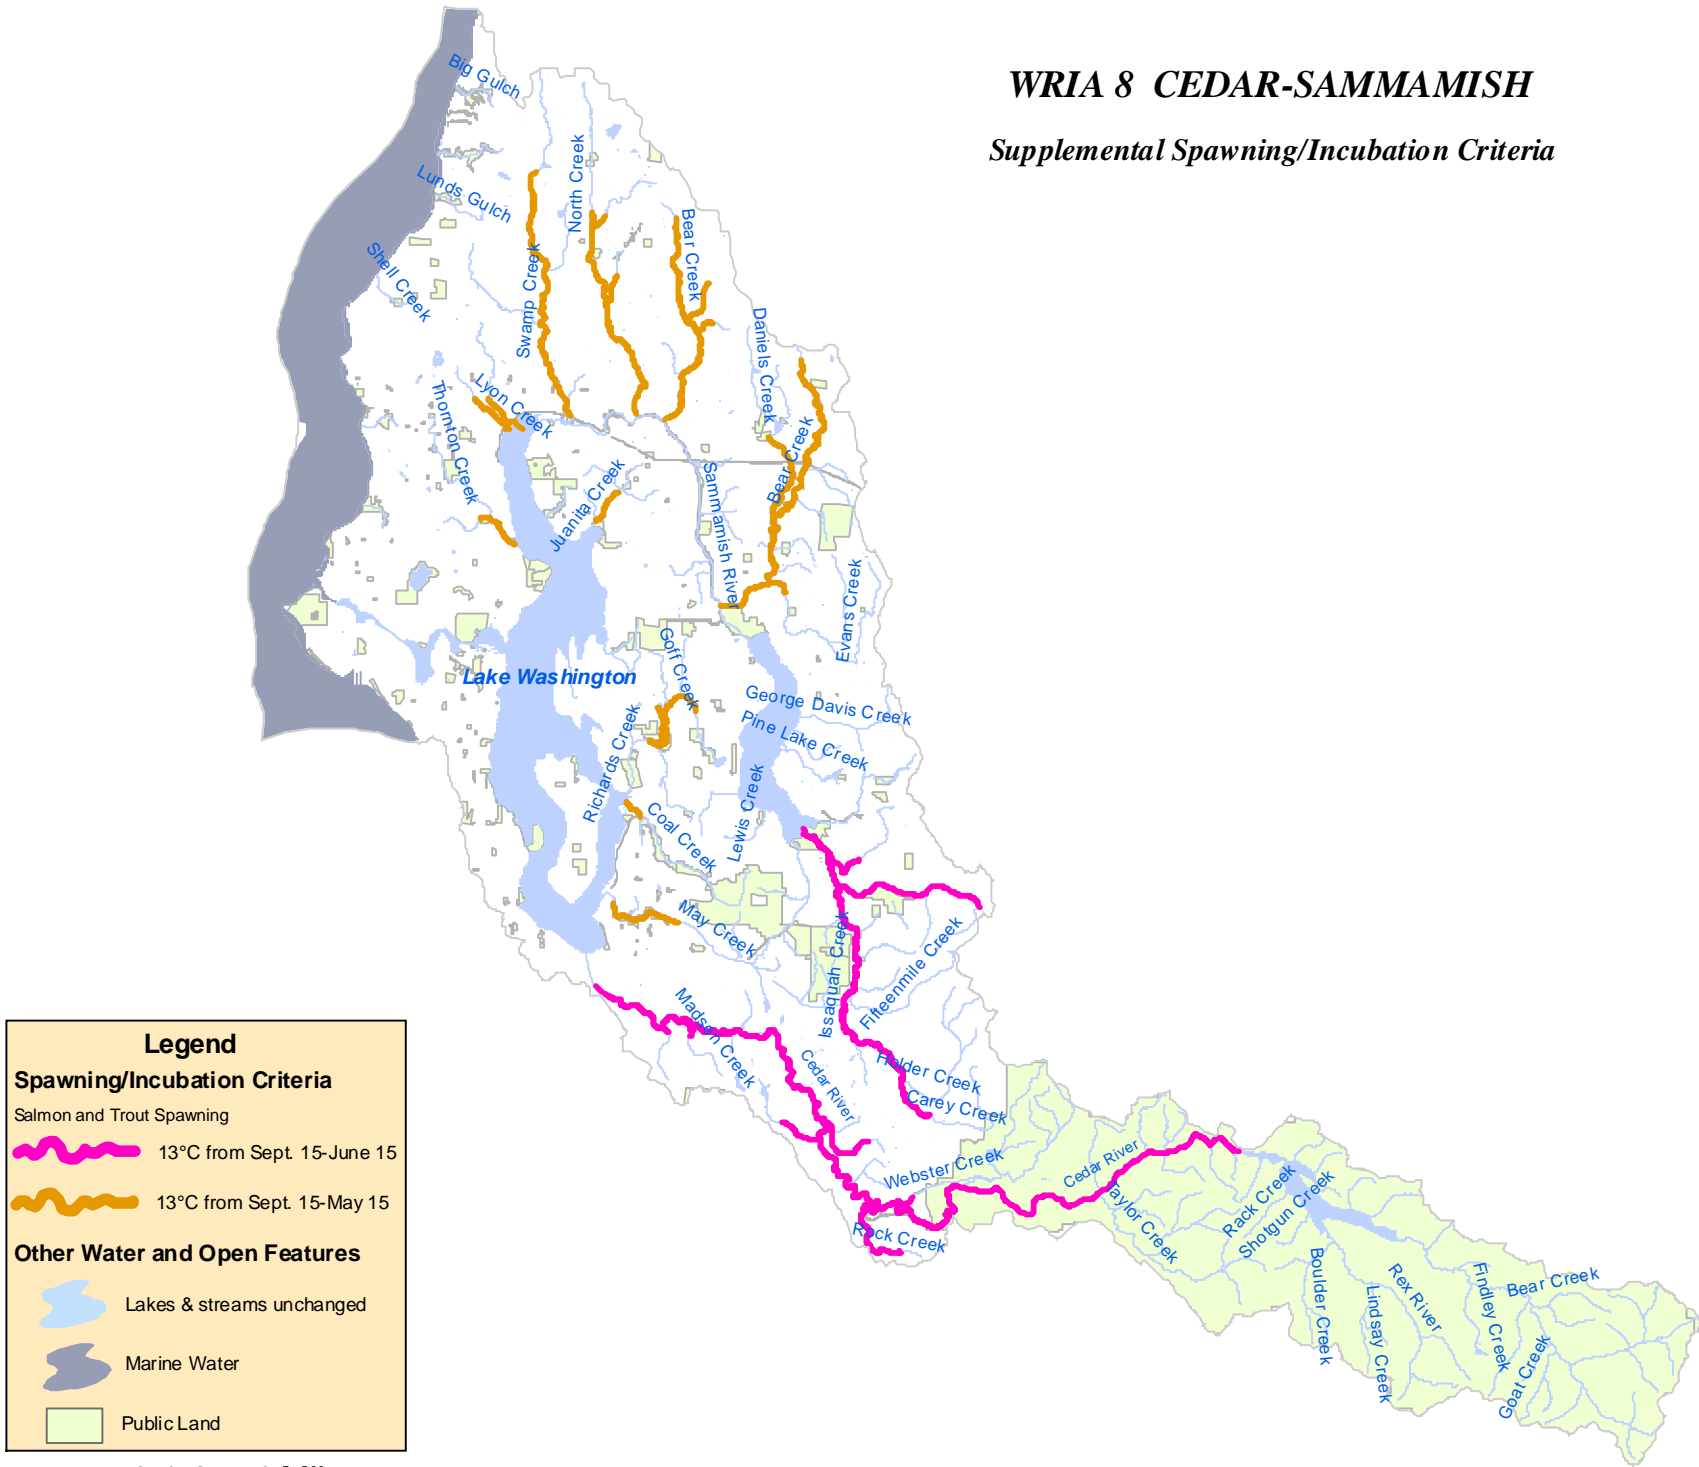 WRIA 8 CEDAR-SAMMAMISH
Supplemental Spawning/Incubation Criteria
Big Gulch
Lunds Gulch
North Creek
Shell Creek
Swamp Creek
Bear Creek
Daniels Creek
Lyon Creek
Thornton Creek
Bear Creek
Juanita Creek
Sammamish River
Evans Creek
Goff Creek
Lake Washington
George Davis Creek
Pine Lake Creek
Richards Creek
Lewis Creek
Coal Creek
May Creek
Issaquah Creek
Fifteenmile Creek
Madsen Creek
Cedar River
Holder Creek
Carey Creek
Webster Creek
Cedar River
Taylor Creek
Rack Creek
Shotgun Creek
Rock Creek
Boulder Creek
Lindsay Creek
Rex River
Findley Creek
Bear Creek
Goat Creek
Legend
Spawning/Incubation Criteria
Salmon and Trout Spawning
13°C from Sept. 15-June 15
13°C from Sept. 15-May 15
Other Water and Open Features
Lakes & streams unchanged
Marine Water
Public Land